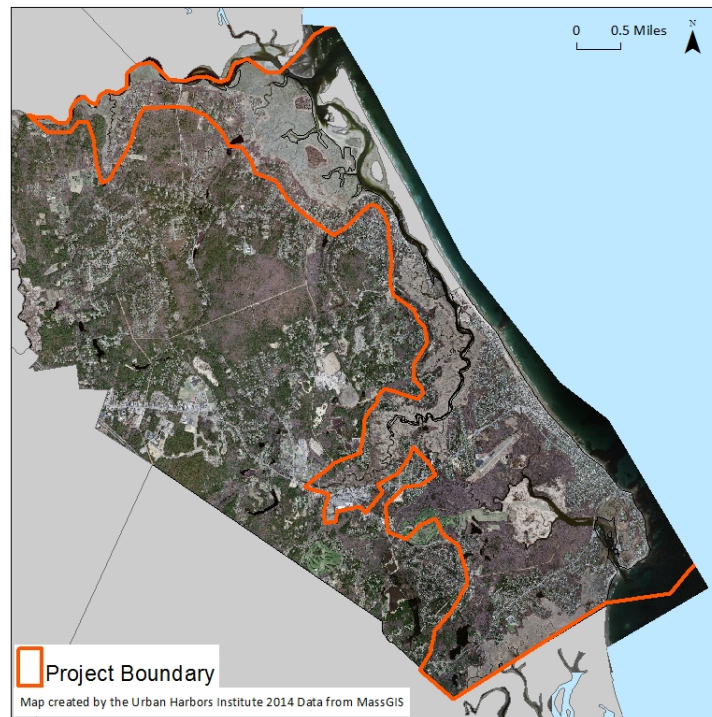 0 0.5 Miles
N
Project Boundary
Map created by the Urban Harbors Institute 2014 Data from MassGIS